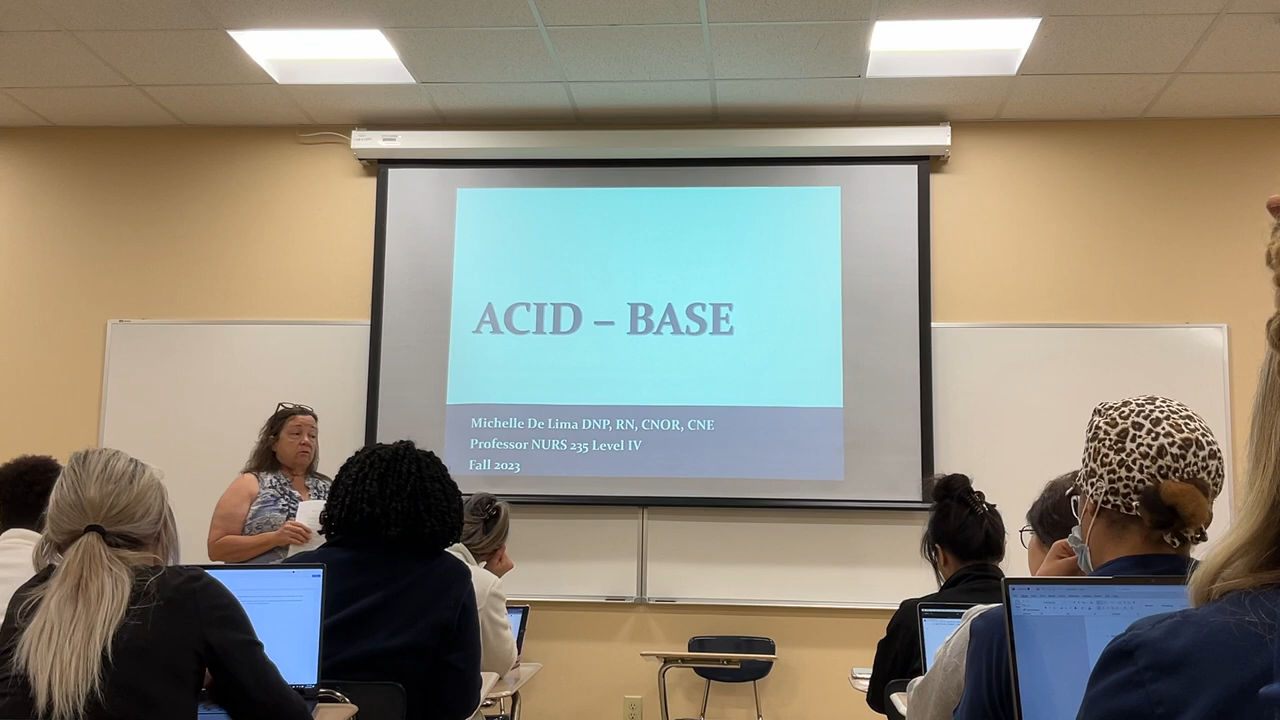 ACID – BASE
Michelle De Lima DNP, RN, CNOR, CNE
Professor NURS 235 Level IV
Fall 2023